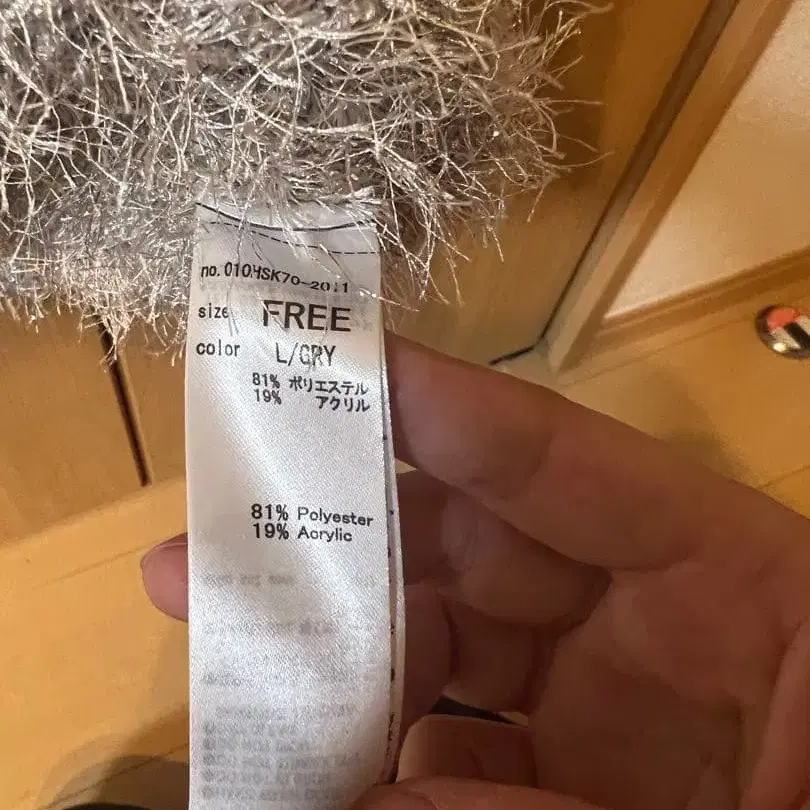 no.010HSK70-2011
size FREE
color L/GRY
81% ポリエステル
19% アクリル
81% Polyester
19% Acrylic